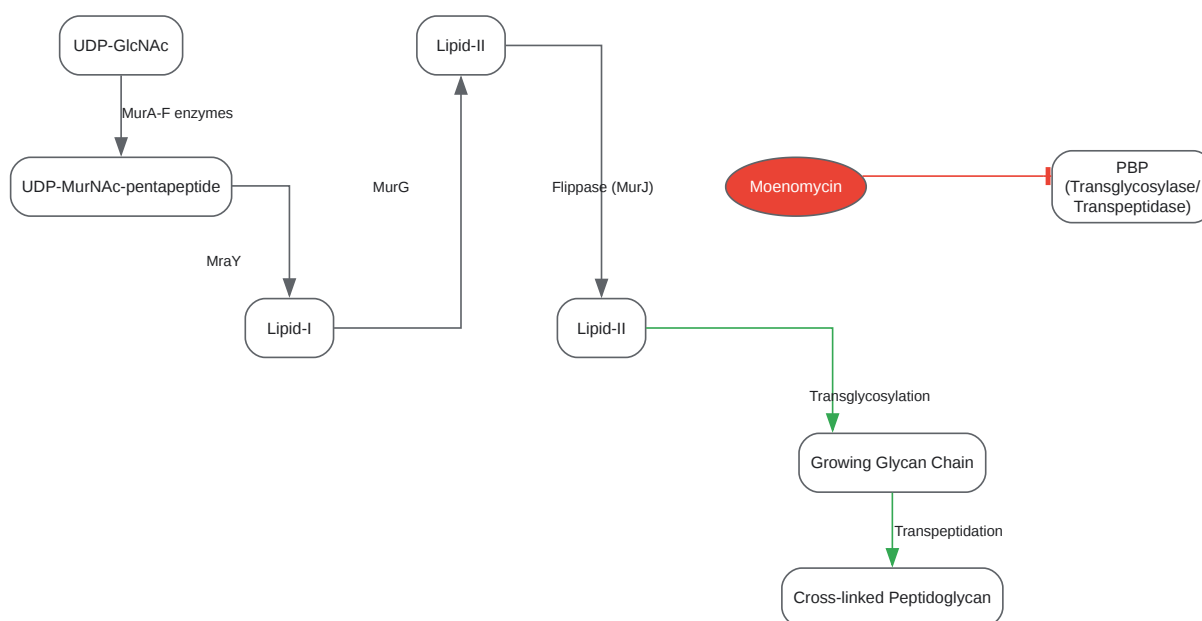 UDP-GlcNAc
Lipid-II
MurA-F enzymes
UDP-MurNAc-pentapeptide
MurG
Flippase (MurJ)
Moenomycin
PBP
(Transglycosylase/
Transpeptidase)
MraY
Lipid-I
Lipid-II
Transglycosylation
Growing Glycan Chain
Transpeptidation
Cross-linked Peptidoglycan